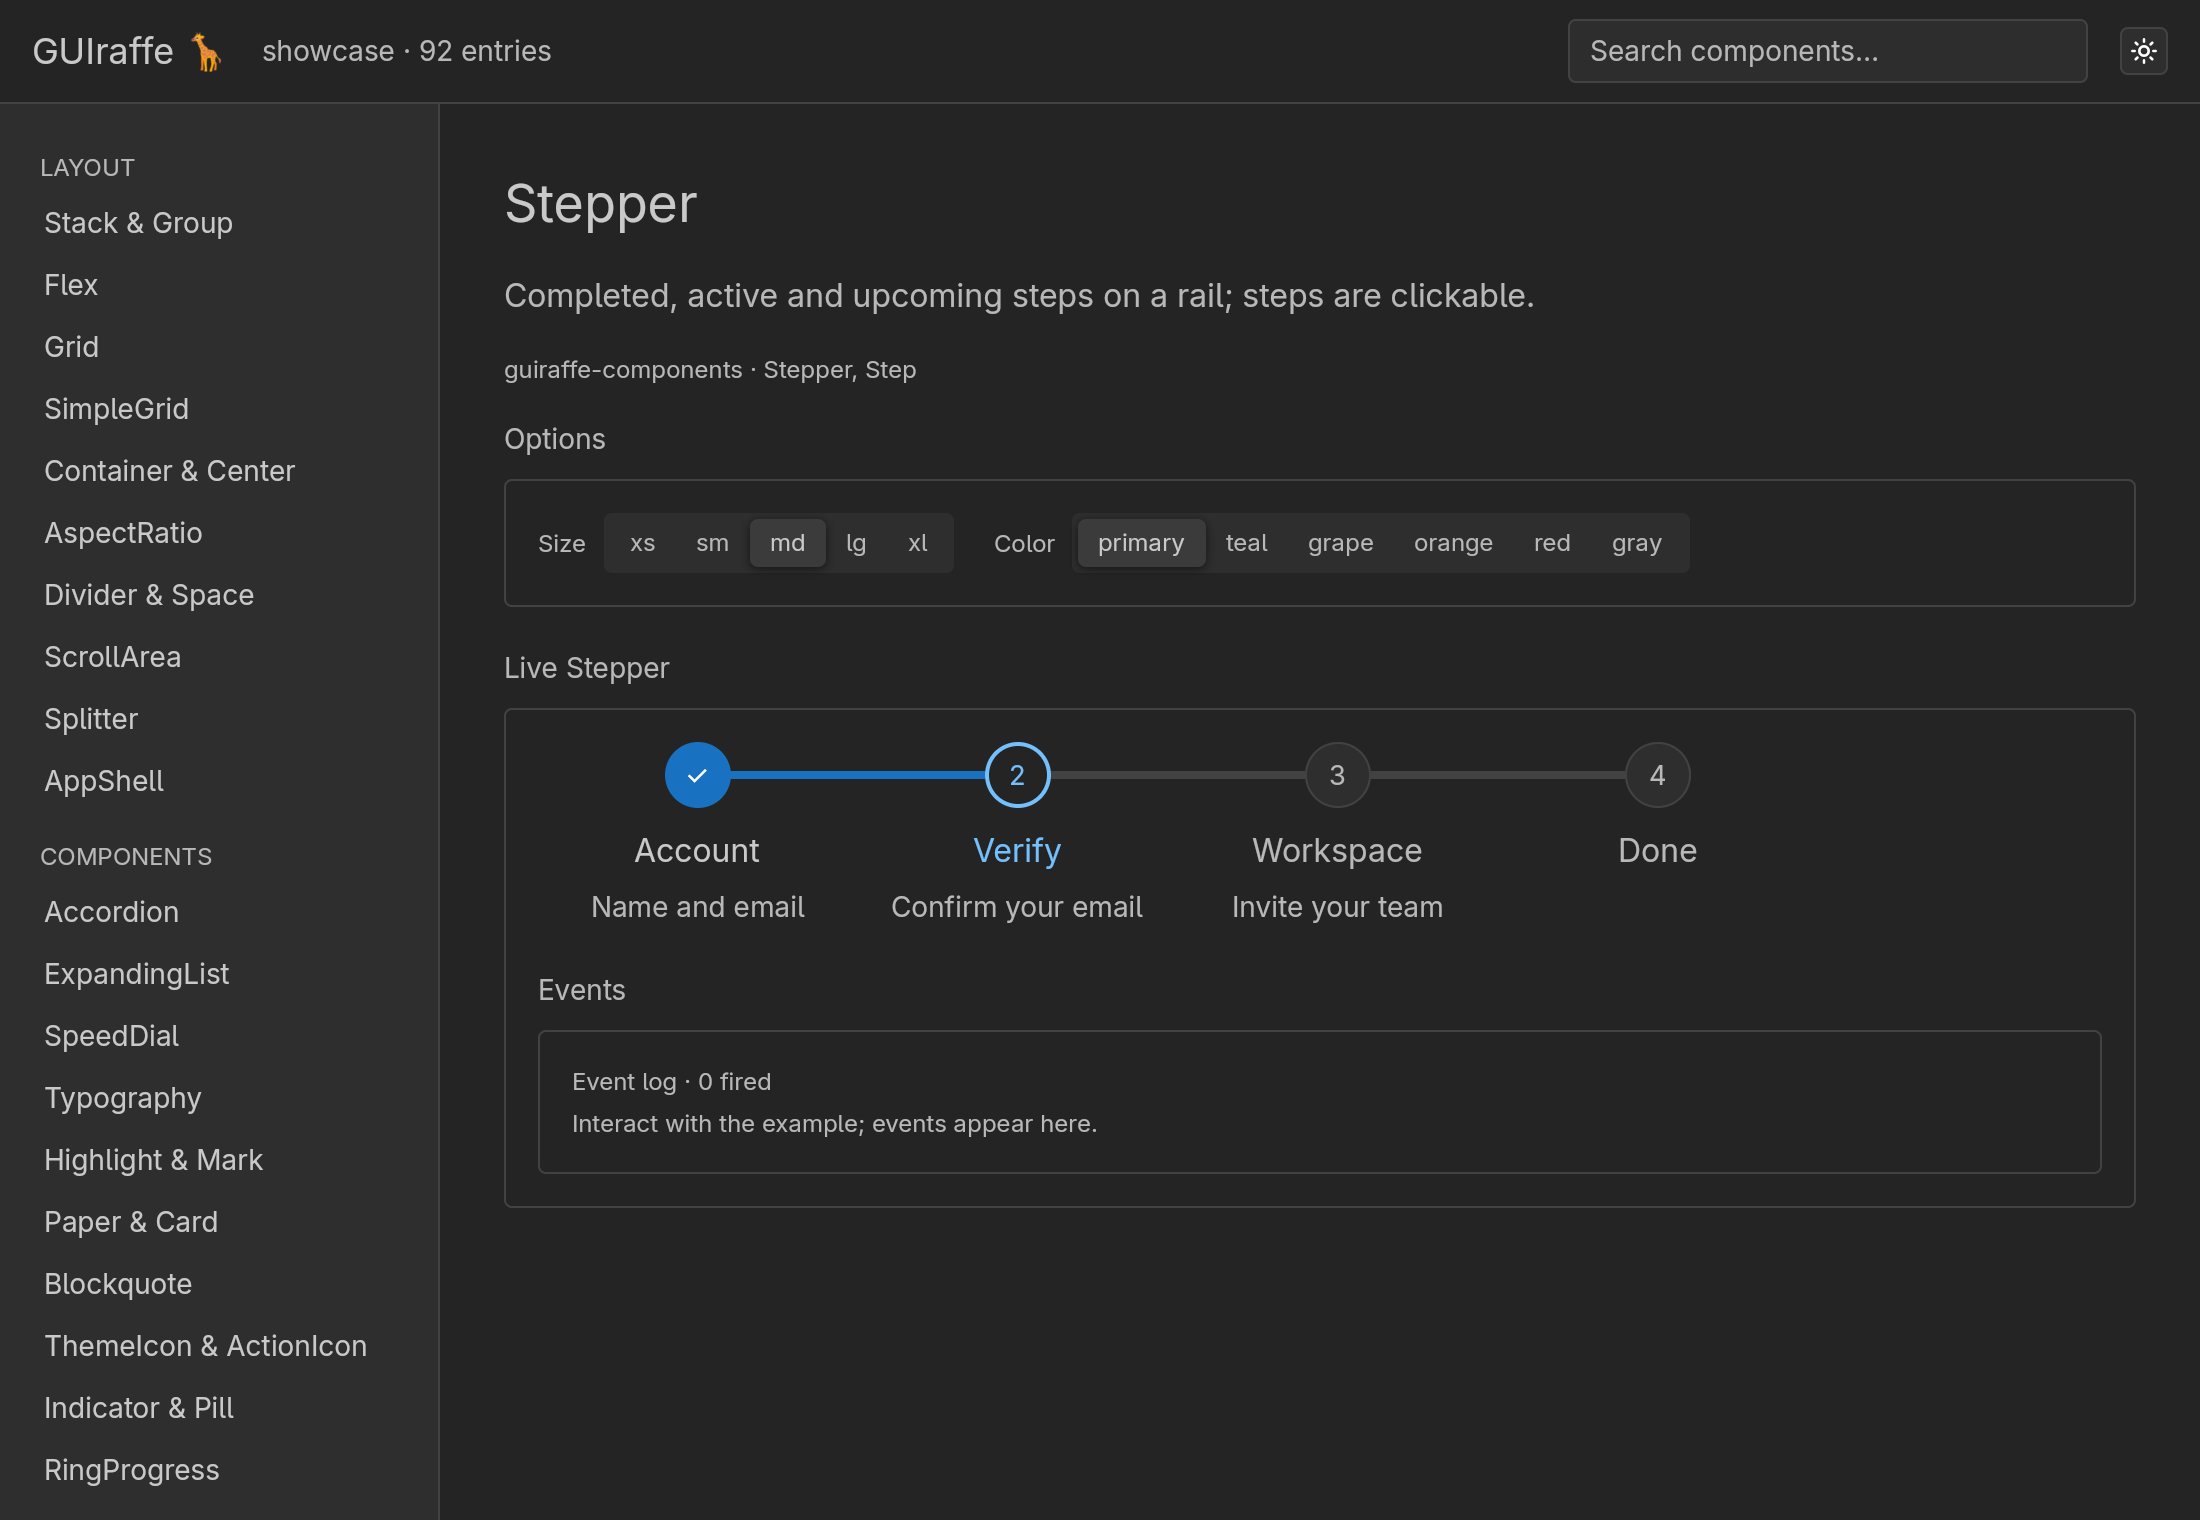 GUIraffe 🦒 showcase · 92 entries Search components...
LAYOUT
Stack & Group
Flex
Grid
SimpleGrid
Container & Center
AspectRatio
Divider & Space
ScrollArea
Splitter
AppShell
COMPONENTS
Accordion
ExpandingList
SpeedDial
Typography
Highlight & Mark
Paper & Card
Blockquote
ThemeIcon & ActionIcon
Indicator & Pill
RingProgress
Stepper
Completed, active and upcoming steps on a rail; steps are clickable.
guiraffe-components · Stepper, Step
Options
Size xs sm md lg xl Color primary teal grape orange red gray
Live Stepper
2 3 4
Account Verify Workspace Done
Name and email Confirm your email Invite your team
Events
Event log · 0 fired
Interact with the example; events appear here.